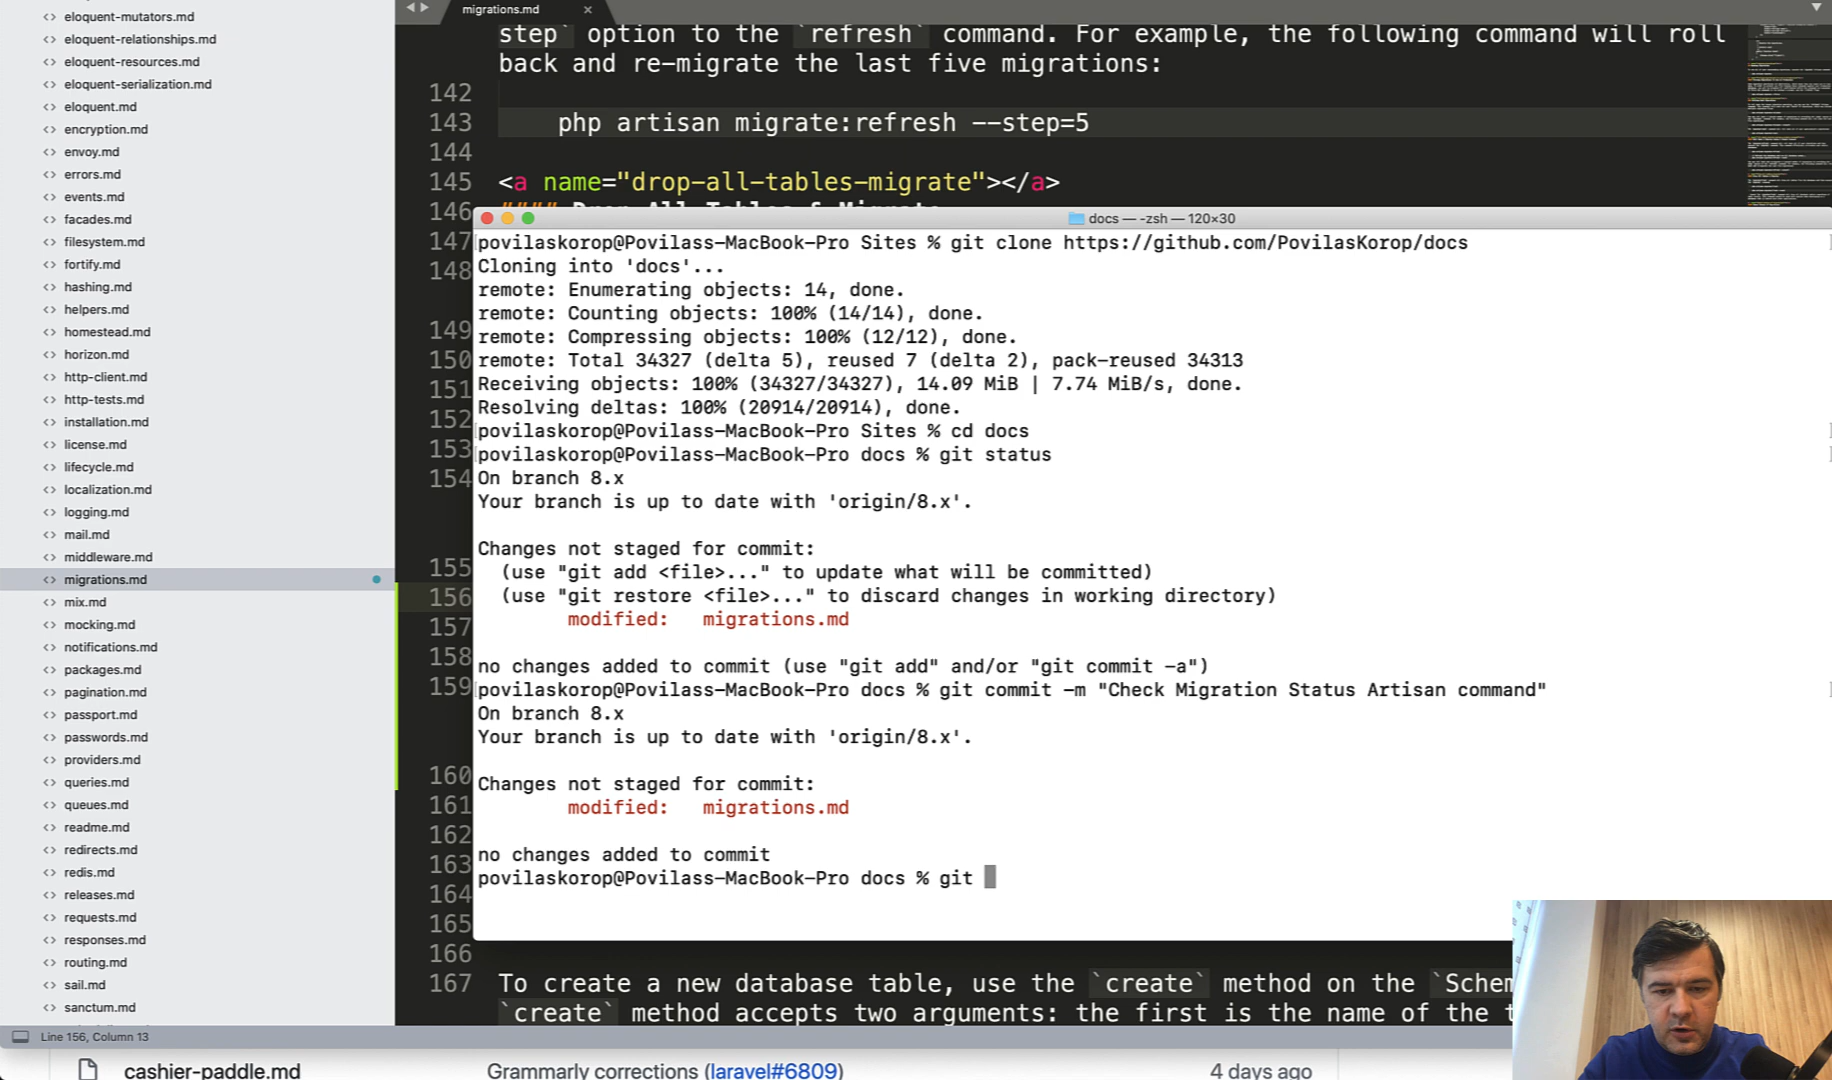 eloquent-mutators.md
eloquent-relationships.md
eloquent-resources.md
eloquent-serialization.md
eloquent.md
encryption.md
envoy.md
errors.md
events.md
facades.md
filesystem.md
fortify.md
hashing.md
helpers.md
homestead.md
horizon.md
http-client.md
http-tests.md
installation.md
license.md
lifecycle.md
localization.md
logging.md
mail.md
middleware.md
migrations.md
mix.md
mocking.md
notifications.md
packages.md
pagination.md
passport.md
passwords.md
providers.md
queries.md
queues.md
readme.md
redirects.md
redis.md
releases.md
requests.md
responses.md
routing.md
sail.md
sanctum.md
Line 156, Column 13
migrations.md
step` option to the `refresh` command. For example, the following command will roll
back and re-migrate the last five migrations:
142
143 php artisan migrate:refresh --step=5
144
145 <a name="drop-all-tables-migrate"></a>
146 #### Drop All Tables & Migrate
147
148
149
150
151
152
153
154
155
156
157
158
159
160
161
162
163
164
165
166
167 To create a new database table, use the `create` method on the `Schem
`create` method accepts two arguments: the first is the name of the t
docs — -zsh — 120×30
povilaskorop@Povilass-MacBook-Pro Sites % git clone https://github.com/PovilasKorop/docs
Cloning into 'docs'...
remote: Enumerating objects: 14, done.
remote: Counting objects: 100% (14/14), done.
remote: Compressing objects: 100% (12/12), done.
remote: Total 34327 (delta 5), reused 7 (delta 2), pack-reused 34313
Receiving objects: 100% (34327/34327), 14.09 MiB | 7.74 MiB/s, done.
Resolving deltas: 100% (20914/20914), done.
povilaskorop@Povilass-MacBook-Pro Sites % cd docs
povilaskorop@Povilass-MacBook-Pro docs % git status
On branch 8.x
Your branch is up to date with 'origin/8.x'.
Changes not staged for commit:
(use "git add <file>..." to update what will be committed)
(use "git restore <file>..." to discard changes in working directory)
modified: migrations.md
no changes added to commit (use "git add" and/or "git commit -a")
povilaskorop@Povilass-MacBook-Pro docs % git commit -m "Check Migration Status Artisan command"
On branch 8.x
Your branch is up to date with 'origin/8.x'.
Changes not staged for commit:
modified: migrations.md
no changes added to commit
povilaskorop@Povilass-MacBook-Pro docs % git
cashier-paddle.md Grammarly corrections (laravel#6809) 4 days ago